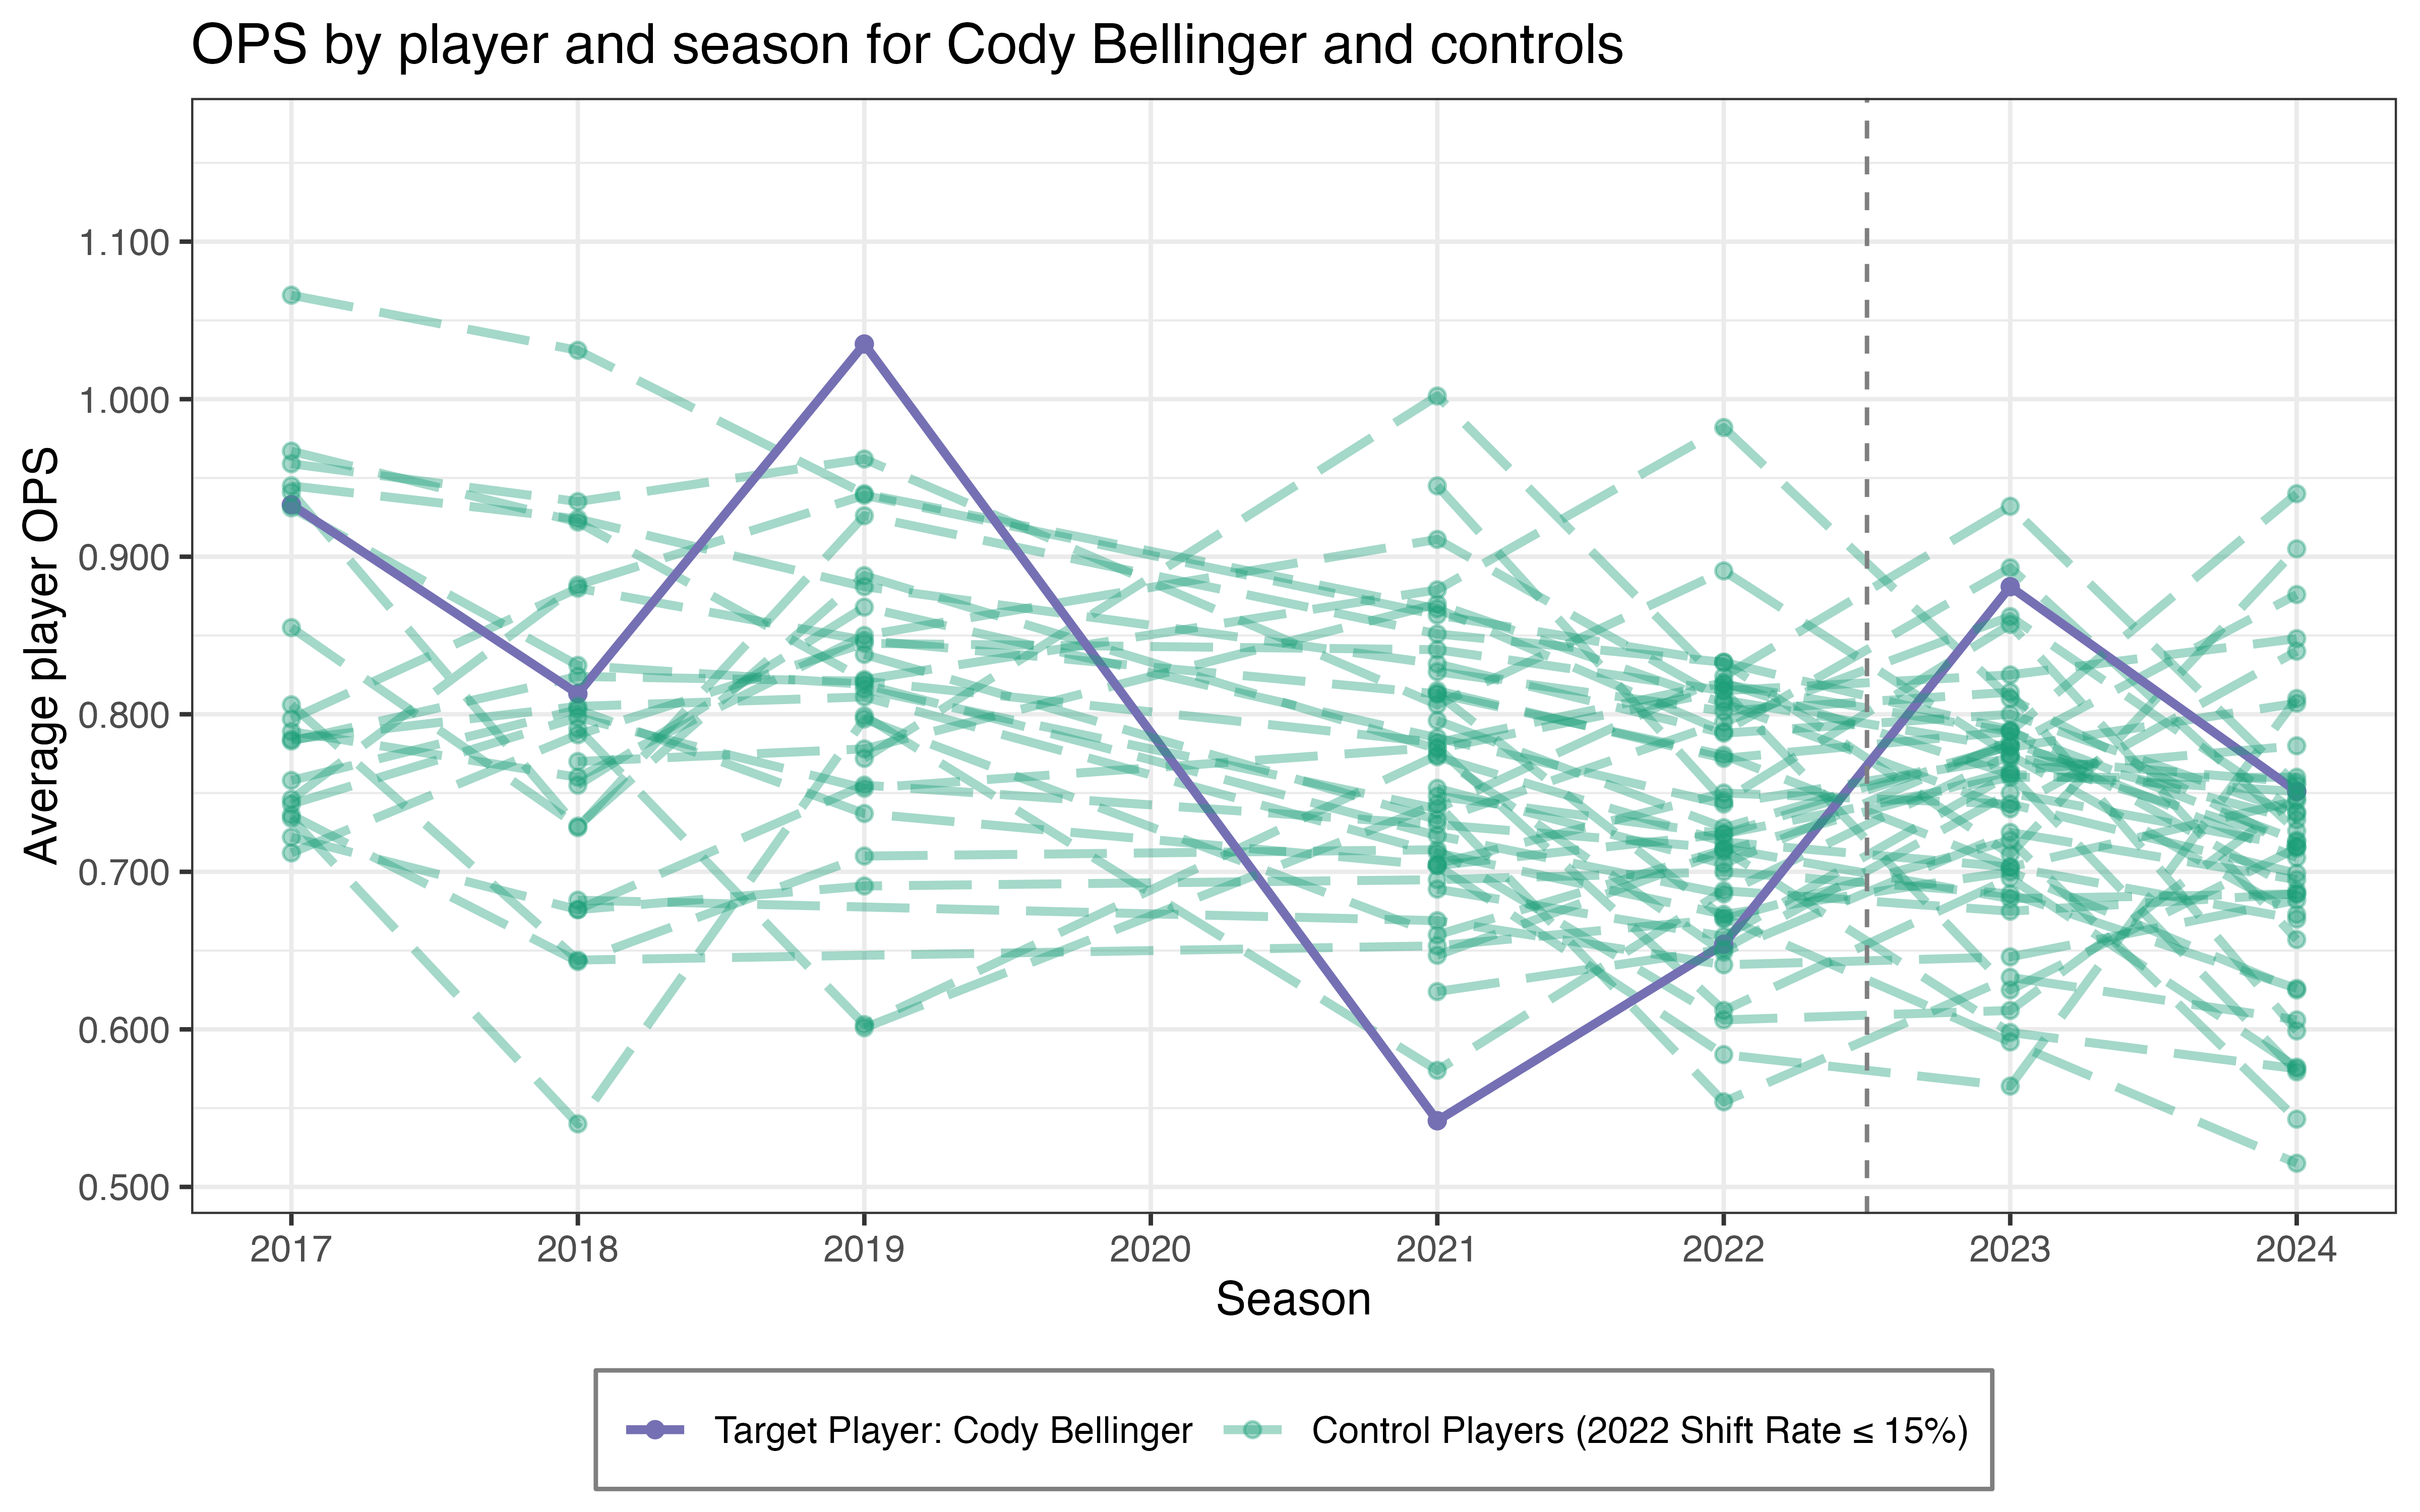 OPS by player and season for Cody Bellinger and controls
Average player OPS
1.100
1.000
0.900
0.800
0.700
0.600
0.500
2017 2018 2019 2020 2021 2022 2023 2024
Season
Target Player: Cody Bellinger Control Players (2022 Shift Rate ≤ 15%)